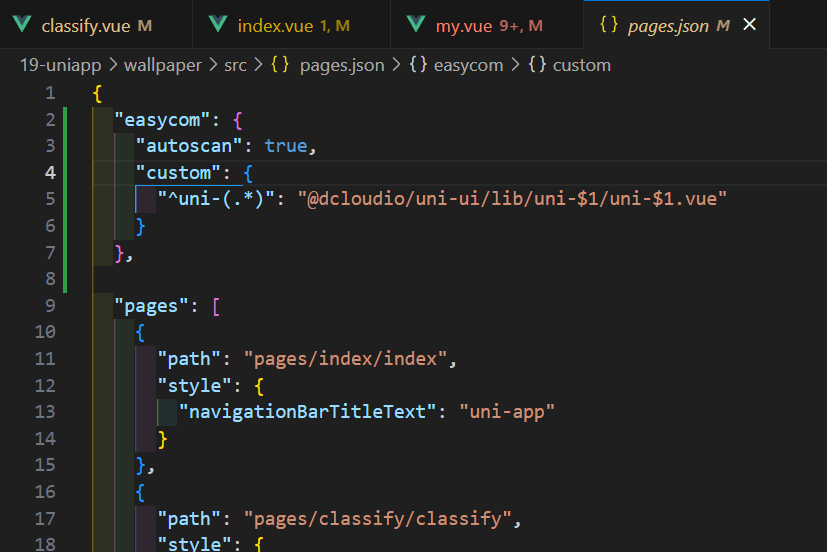 classify.vue M index.vue 1, M my.vue 9+, M {} pages.json M ×
19-uniapp > wallpaper > src > {} pages.json > {} easycom > {} custom
1 {
2 "easycom": {
3 "autoscan": true,
4 "custom": {
5 "^uni-(.*)": "@dcloudio/uni-ui/lib/uni-$1/uni-$1.vue"
6 }
7 },
8
9 "pages": [
10 {
11 "path": "pages/index/index",
12 "style": {
13 "navigationBarTitleText": "uni-app"
14 }
15 },
16 {
17 "path": "pages/classify/classify",
18 "style": {